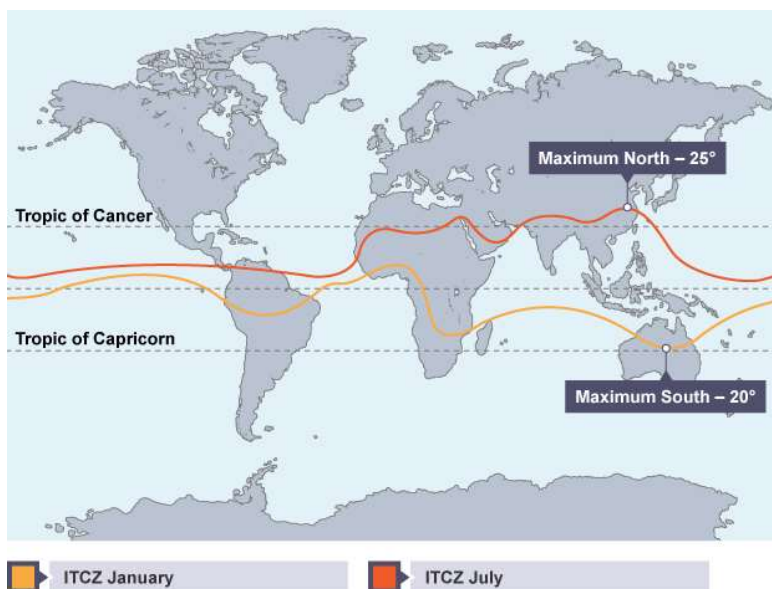 Maximum North – 25°
Tropic of Cancer
Tropic of Capricorn
Maximum South – 20°
ITCZ January
ITCZ July